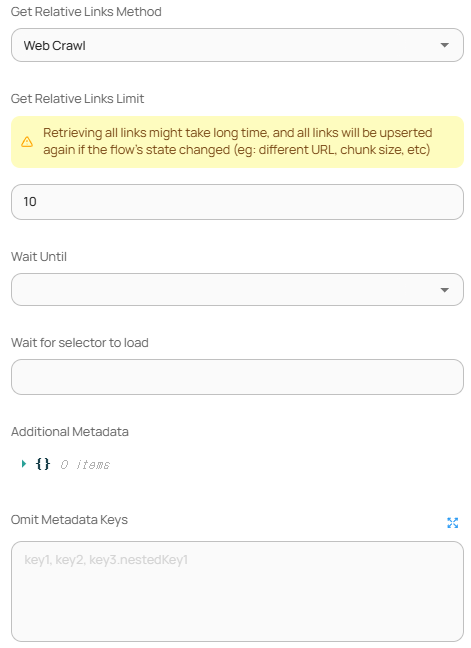 Get Relative Links Method
Web Crawl
Get Relative Links Limit
Retrieving all links might take long time, and all links will be upserted
again if the flow's state changed (eg: different URL, chunk size, etc)
10
Wait Until
Wait for selector to load
Additional Metadata
{} 0 items
Omit Metadata Keys
key1, key2, key3.nestedKey1